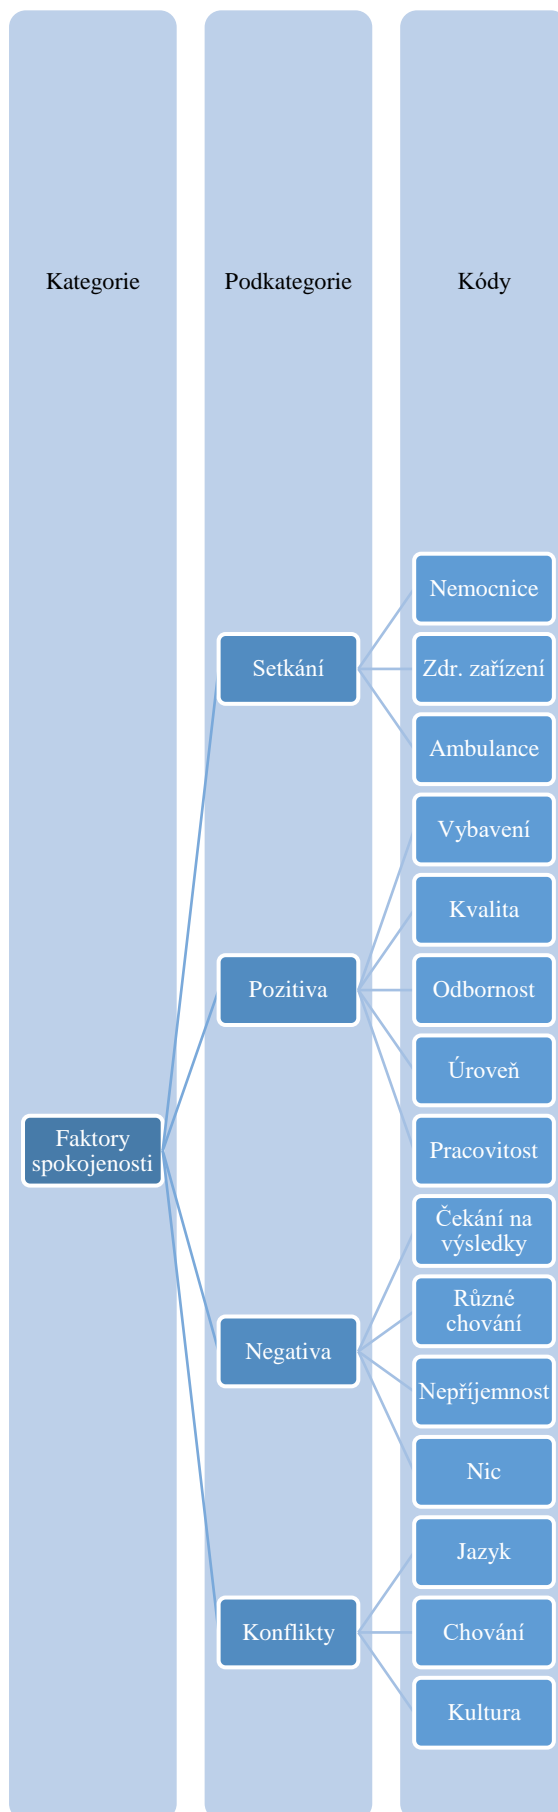 Kategorie
Podkategorie
Kódy
Faktory
spokojenosti
Setkání
Nemocnice
Zdr. zařízení
Ambulance
Pozitiva
Vybavení
Kvalita
Odbornost
Úroveň
Pracovitost
Negativa
Čekání na
výsledky
Různé
chování
Nepříjemnost
Nic
Konflikty
Jazyk
Chování
Kultura